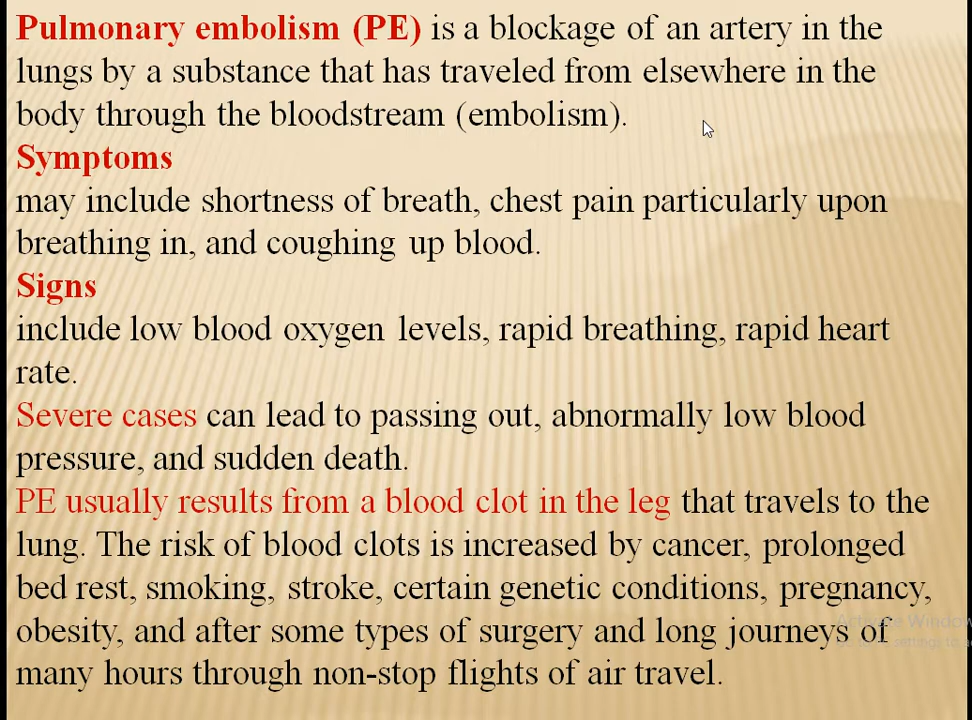 Pulmonary embolism (PE) is a blockage of an artery in the
lungs by a substance that has traveled from elsewhere in the
body through the bloodstream (embolism).
Symptoms
may include shortness of breath, chest pain particularly upon
breathing in, and coughing up blood.
Signs
include low blood oxygen levels, rapid breathing, rapid heart
rate.
Severe cases can lead to passing out, abnormally low blood
pressure, and sudden death.
PE usually results from a blood clot in the leg that travels to the
lung. The risk of blood clots is increased by cancer, prolonged
bed rest, smoking, stroke, certain genetic conditions, pregnancy,
obesity, and after some types of surgery and long journeys of
many hours through non-stop flights of air travel.
Activate Window
settings to